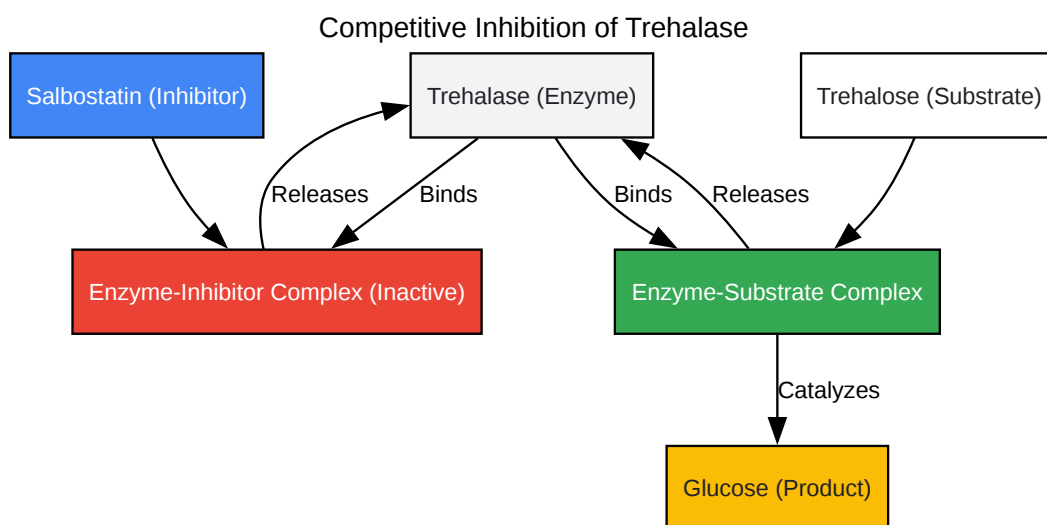 Competitive Inhibition of Trehalase
Salbostatin (Inhibitor)
Trehalase (Enzyme)
Trehalose (Substrate)
Releases
Binds
Binds
Releases
Enzyme-Inhibitor Complex (Inactive)
Enzyme-Substrate Complex
Catalyzes
Glucose (Product)